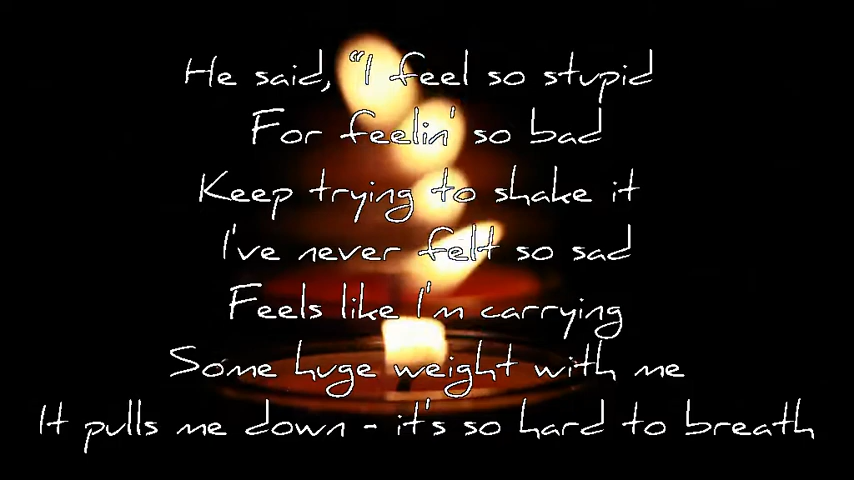 He said, “I feel so stupid
For feelin' so bad
Keep trying to shake it
I've never felt so sad
Feels like I'm carrying
Some huge weight with me
It pulls me down - it's so hard to breath